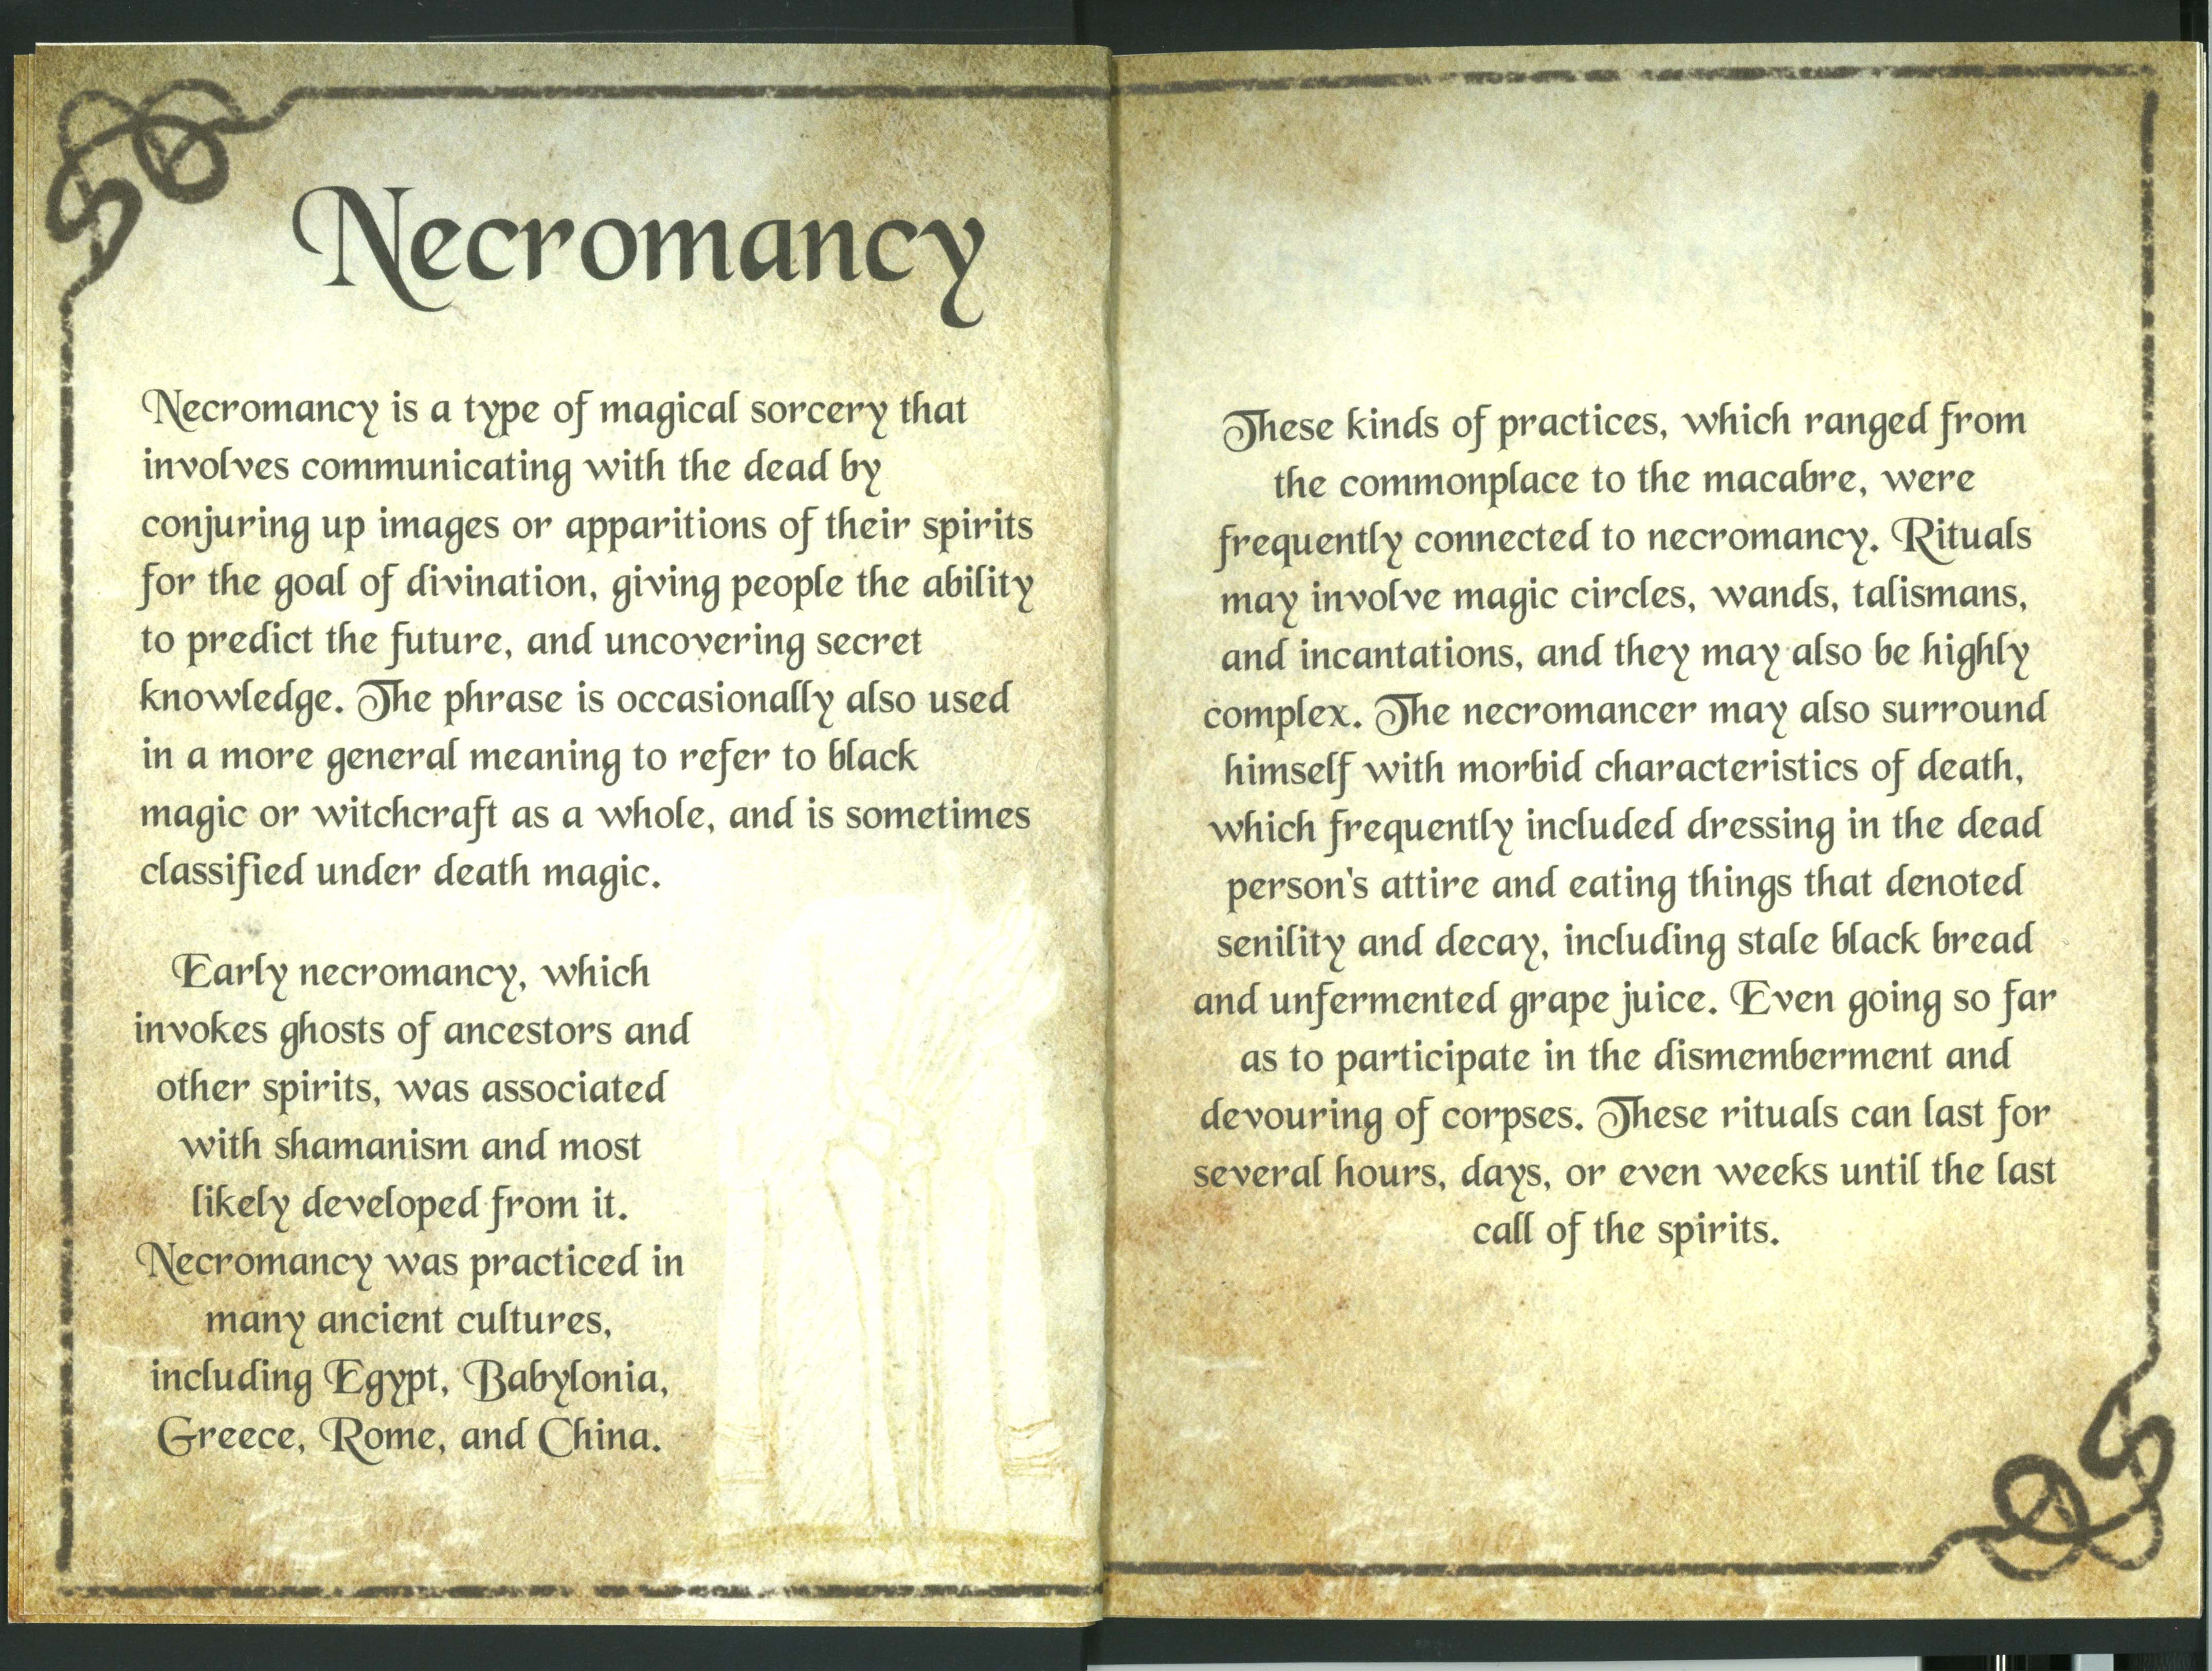 Necromancy
Necromancy is a type of magical sorcery that
involves communicating with the dead by
conjuring up images or apparitions of their spirits
for the goal of divination, giving people the ability
to predict the future, and uncovering secret
knowledge. The phrase is occasionally also used
in a more general meaning to refer to black
magic or witchcraft as a whole, and is sometimes
classified under death magic.
Early necromancy, which
invokes ghosts of ancestors and
other spirits, was associated
with shamanism and most
likely developed from it.
Necromancy was practiced in
many ancient cultures,
including Egypt, Babylonia,
Greece, Rome, and China.
These kinds of practices, which ranged from
the commonplace to the macabre, were
frequently connected to necromancy. Rituals
may involve magic circles, wands, talismans,
and incantations, and they may also be highly
complex. The necromancer may also surround
himself with morbid characteristics of death,
which frequently included dressing in the dead
person's attire and eating things that denoted
senility and decay, including stale black bread
and unfermented grape juice. Even going so far
as to participate in the dismemberment and
devouring of corpses. These rituals can last for
several hours, days, or even weeks until the last
call of the spirits.